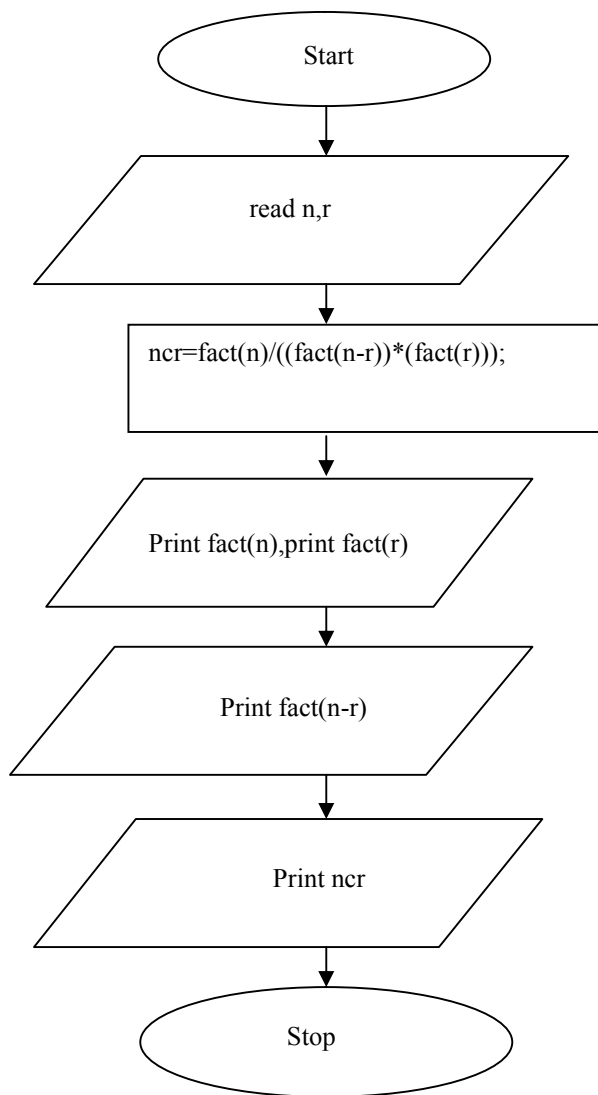 Start
read n,r
ncr=fact(n)/((fact(n-r))*(fact(r)));
Print fact(n),print fact(r)
Print fact(n-r)
Print ncr
Stop